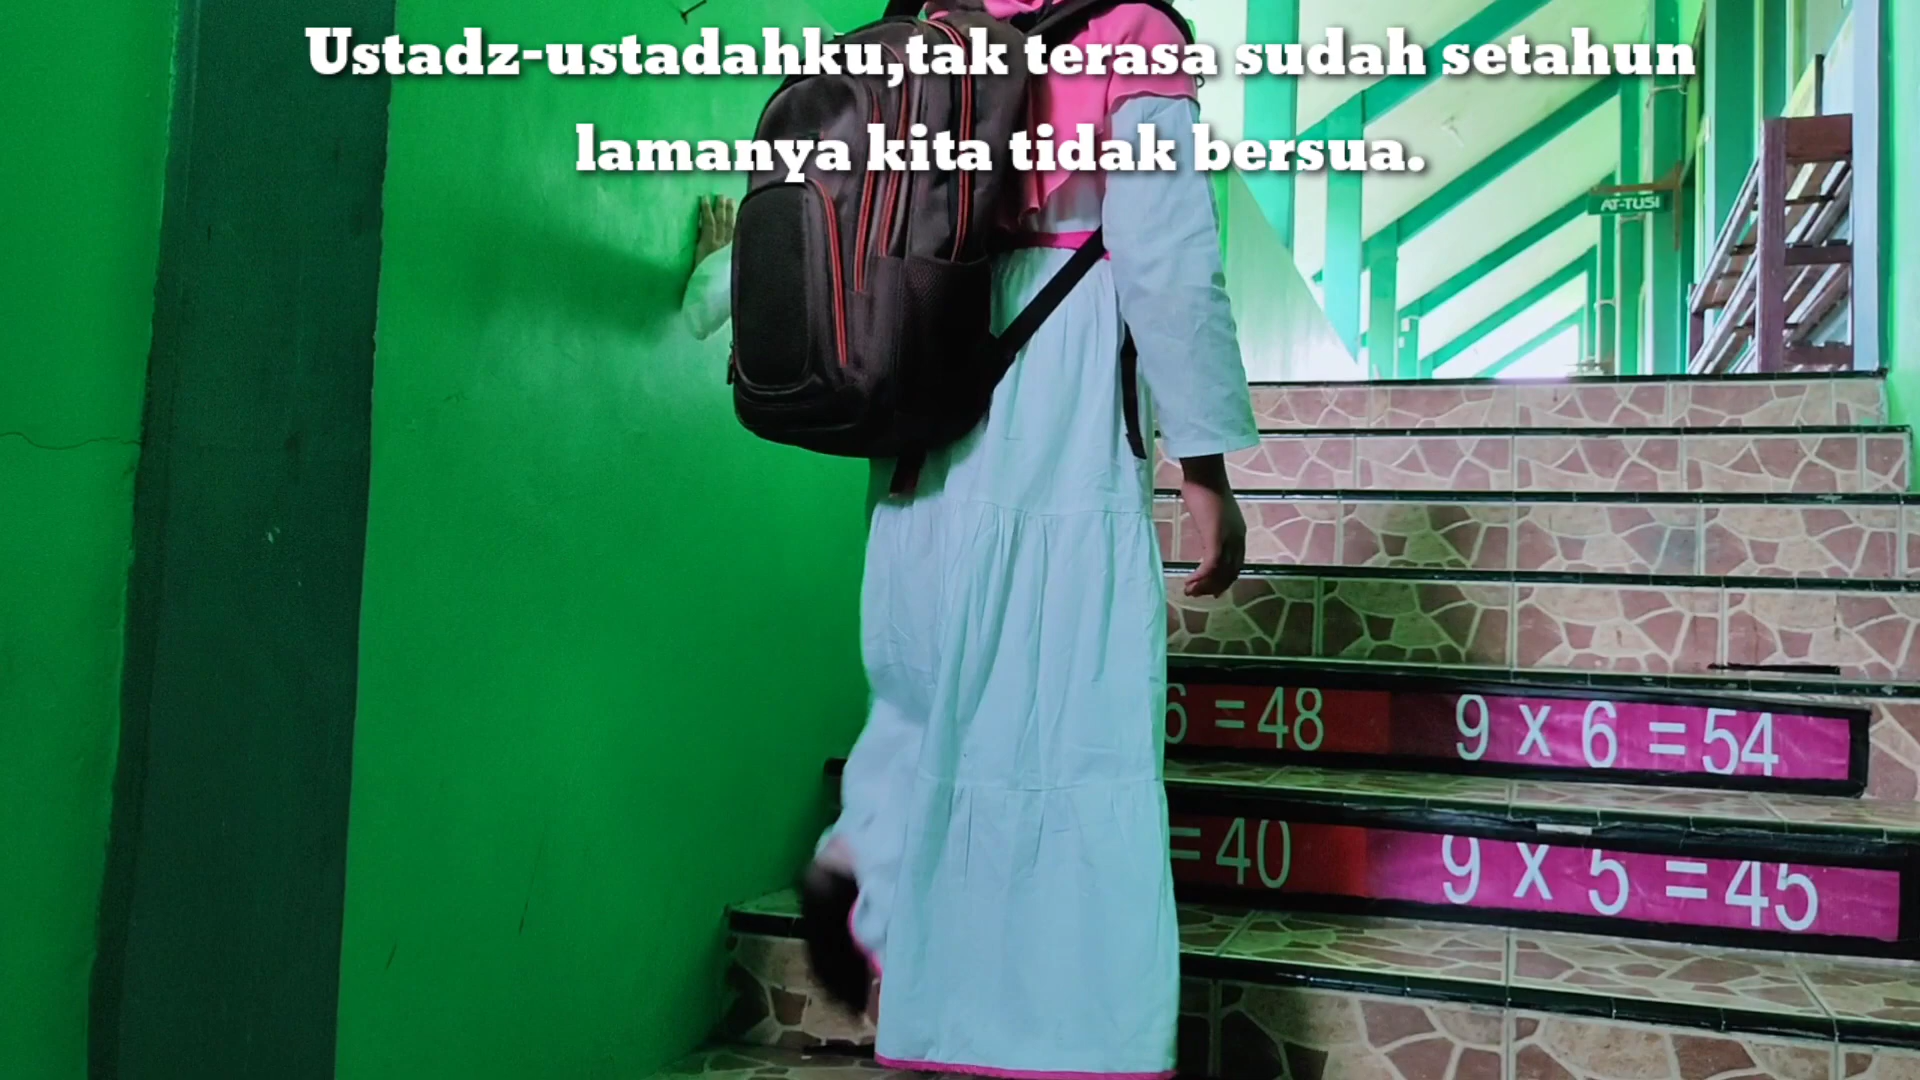 Ustadz-ustadahku,tak terasa sudah setahun
lamanya kita tidak bersua.
AT-TUSI
6 = 48 9 x 6 = 54
= 40 9 x 5 = 45